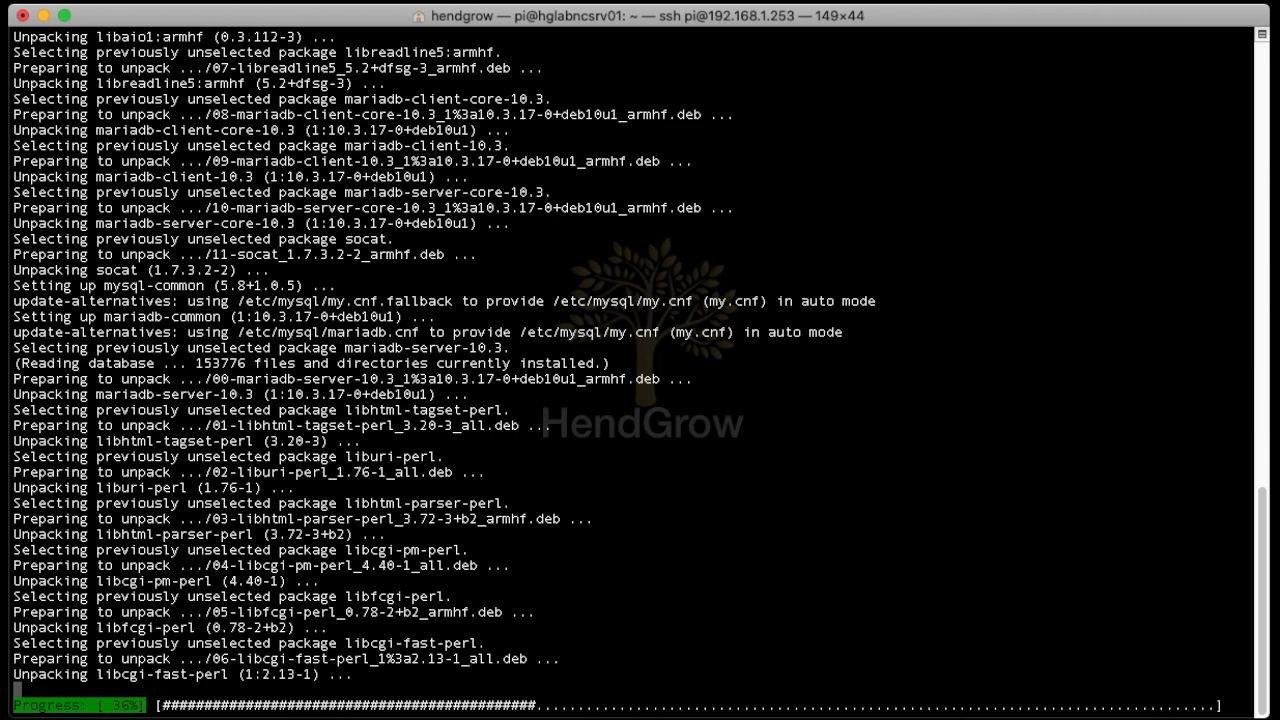 hendgrow — pi@hglabncsrv01: ~ — ssh pi@192.168.1.253 — 149×44
Unpacking libaio1:armhf (0.3.112-3) ...
Selecting previously unselected package libreadline5:armhf.
Preparing to unpack .../07-libreadline5_5.2+dfsg-3_armhf.deb ...
Unpacking libreadline5:armhf (5.2+dfsg-3) ...
Selecting previously unselected package mariadb-client-core-10.3.
Preparing to unpack .../08-mariadb-client-core-10.3_1%3a10.3.17-0+deb10u1_armhf.deb ...
Unpacking mariadb-client-core-10.3 (1:10.3.17-0+deb10u1) ...
Selecting previously unselected package mariadb-client-10.3.
Preparing to unpack .../09-mariadb-client-10.3_1%3a10.3.17-0+deb10u1_armhf.deb ...
Unpacking mariadb-client-10.3 (1:10.3.17-0+deb10u1) ...
Selecting previously unselected package mariadb-server-core-10.3.
Preparing to unpack .../10-mariadb-server-core-10.3_1%3a10.3.17-0+deb10u1_armhf.deb ...
Unpacking mariadb-server-core-10.3 (1:10.3.17-0+deb10u1) ...
Selecting previously unselected package socat.
Preparing to unpack .../11-socat_1.7.3.2-2_armhf.deb ...
Unpacking socat (1.7.3.2-2) ...
Setting up mysql-common (5.8+1.0.5) ...
update-alternatives: using /etc/mysql/my.cnf.fallback to provide /etc/mysql/my.cnf (my.cnf) in auto mode
Setting up mariadb-common (1:10.3.17-0+deb10u1) ...
update-alternatives: using /etc/mysql/mariadb.cnf to provide /etc/mysql/my.cnf (my.cnf) in auto mode
Selecting previously unselected package mariadb-server-10.3.
(Reading database ... 153776 files and directories currently installed.)
Preparing to unpack .../00-mariadb-server-10.3_1%3a10.3.17-0+deb10u1_armhf.deb ...
Unpacking mariadb-server-10.3 (1:10.3.17-0+deb10u1) ...
Selecting previously unselected package libhtml-tagset-perl.
Preparing to unpack .../01-libhtml-tagset-perl_3.20-3_all.deb ...
HendGrow
Unpacking libhtml-tagset-perl (3.20-3) ...
Selecting previously unselected package liburi-perl.
Preparing to unpack .../02-liburi-perl_1.76-1_all.deb ...
Unpacking liburi-perl (1.76-1) ...
Selecting previously unselected package libhtml-parser-perl.
Preparing to unpack .../03-libhtml-parser-perl_3.72-3+b2_armhf.deb ...
Unpacking libhtml-parser-perl (3.72-3+b2) ...
Selecting previously unselected package libcgi-pm-perl.
Preparing to unpack .../04-libcgi-pm-perl_4.40-1_all.deb ...
Unpacking libcgi-pm-perl (4.40-1) ...
Selecting previously unselected package libfcgi-perl.
Preparing to unpack .../05-libfcgi-perl_0.78-2+b2_armhf.deb ...
Unpacking libfcgi-perl (0.78-2+b2) ...
Selecting previously unselected package libcgi-fast-perl.
Preparing to unpack .../06-libcgi-fast-perl_1%3a2.13-1_all.deb ...
Unpacking libcgi-fast-perl (1:2.13-1) ...
Progress: [ 36%] [#############################################..................................................................................]